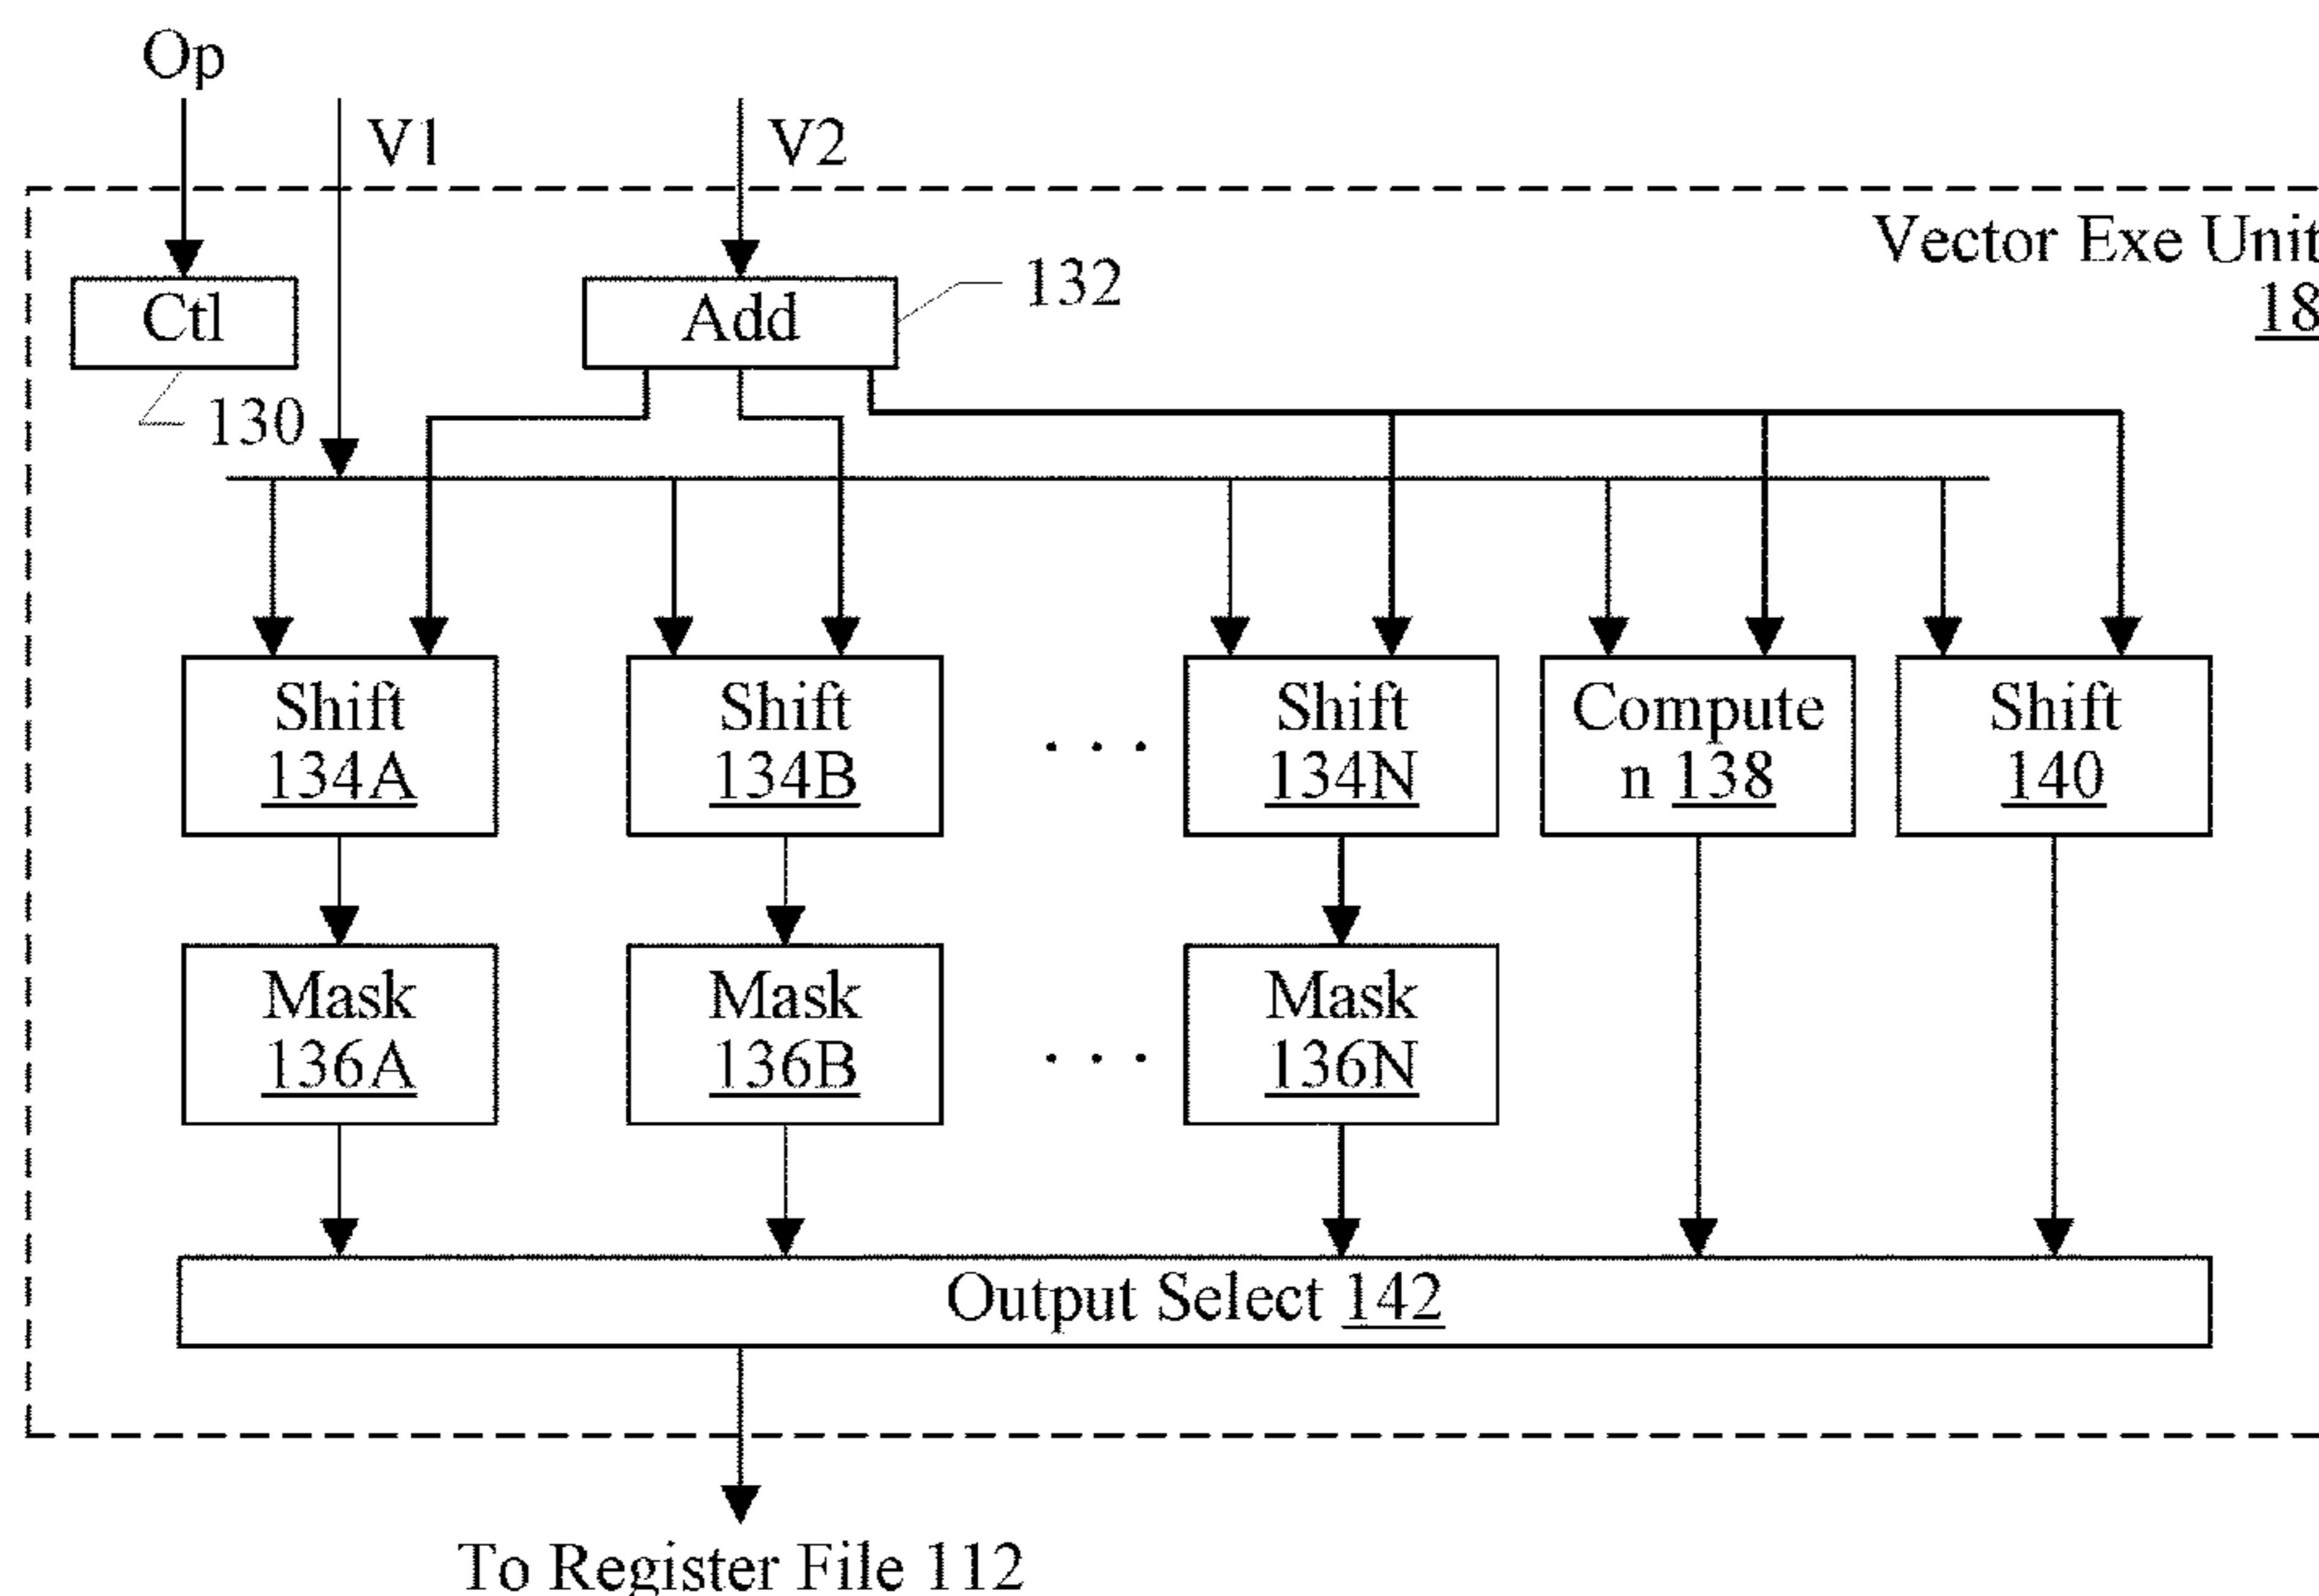 Op
V1
V2
Vector Exe Unit
18
Ctl
Add
132
130
Shift
134A
Shift
134B
. . .
Shift
134N
Compute
n 138
Shift
140
Mask
136A
Mask
136B
. . .
Mask
136N
Output Select 142
To Register File 112